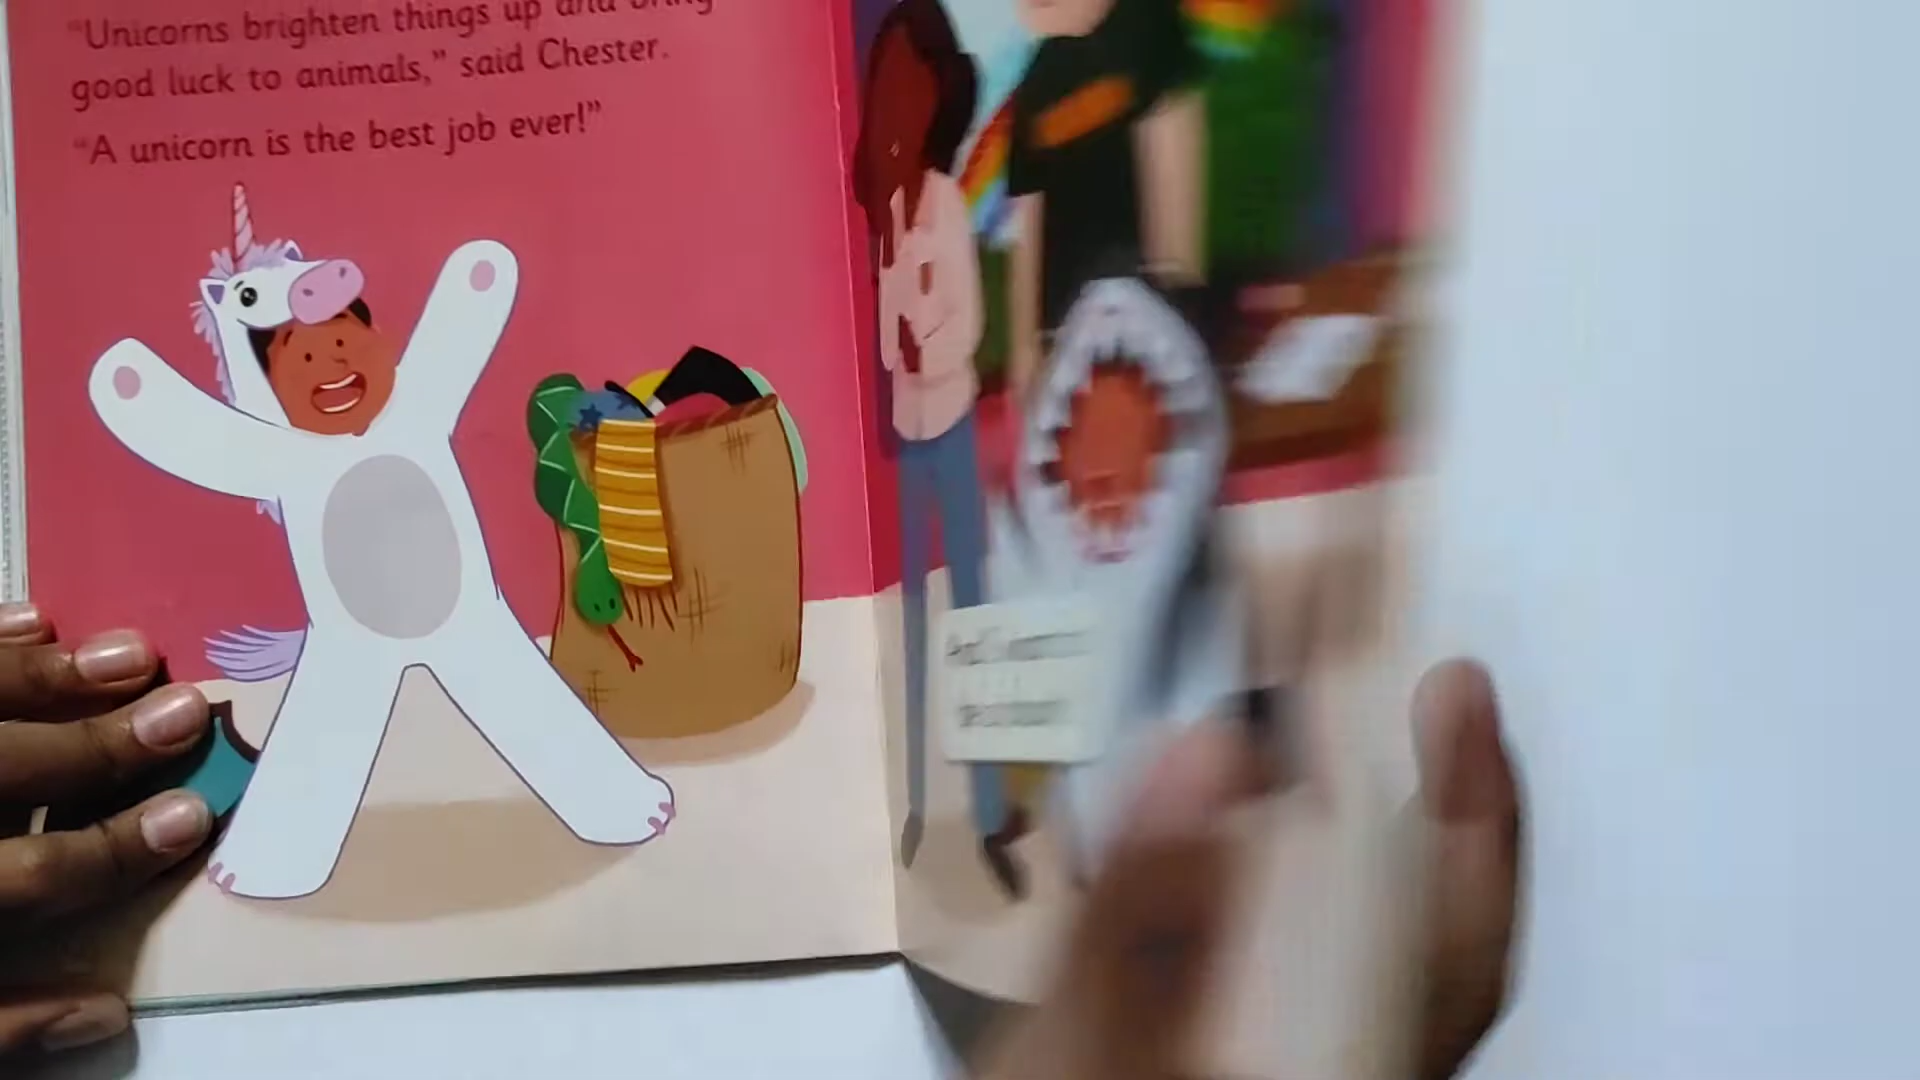 “Unicorns brighten things up and bring
good luck to animals,” said Chester.
“A unicorn is the best job ever!”